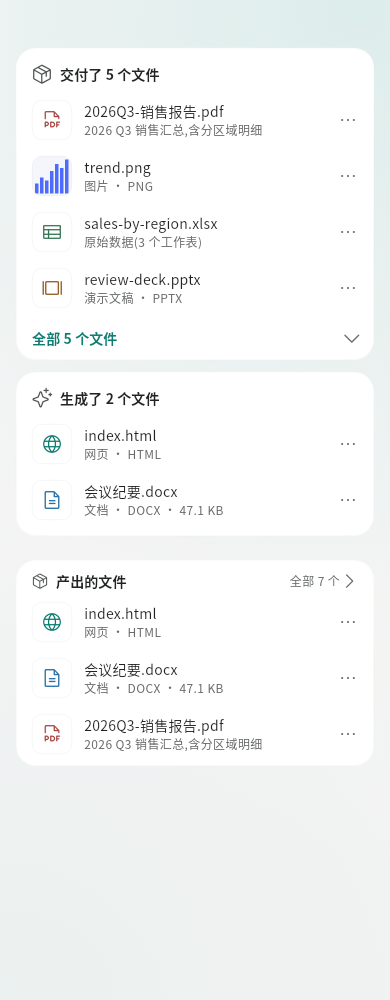 交付了 5 个文件
PDF
2026Q3-销售报告.pdf
2026 Q3 销售汇总,含分区域明细
trend.png
图片 · PNG
sales-by-region.xlsx
原始数据(3 个工作表)
review-deck.pptx
演示文稿 · PPTX
全部 5 个文件
生成了 2 个文件
index.html
网页 · HTML
会议纪要.docx
文档 · DOCX · 47.1 KB
产出的文件
全部 7 个
index.html
网页 · HTML
会议纪要.docx
文档 · DOCX · 47.1 KB
PDF
2026Q3-销售报告.pdf
2026 Q3 销售汇总,含分区域明细